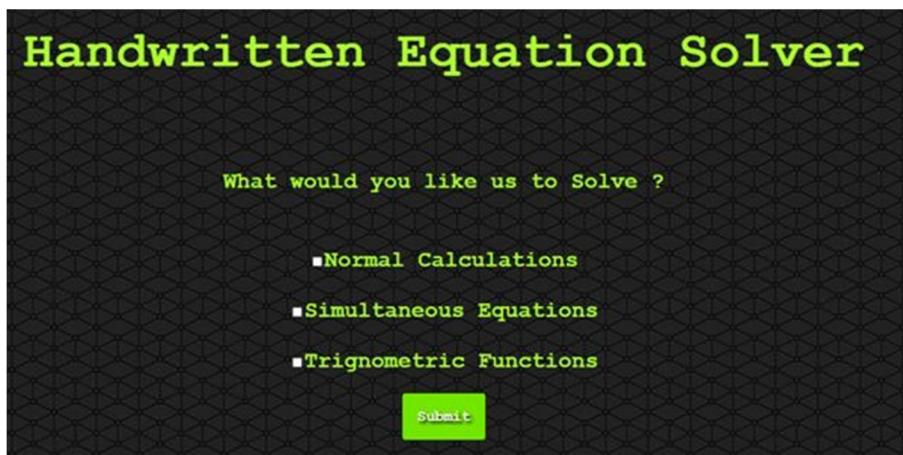 Handwritten Equation Solver
What would you like us to Solve ?
Normal Calculations
Simultaneous Equations
Trignometric Functions
Submit